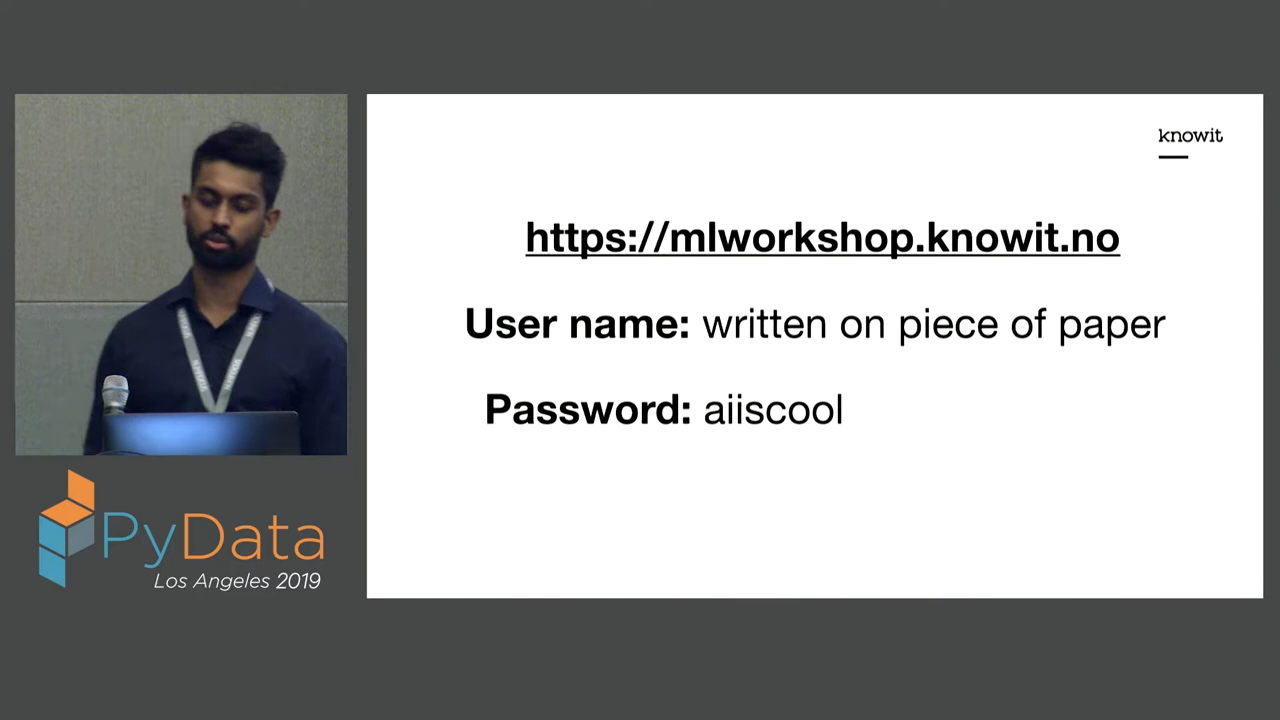 knowit
https://mlworkshop.knowit.no
User name: written on piece of paper
Password: aiiscool
PyData
Los Angeles 2019